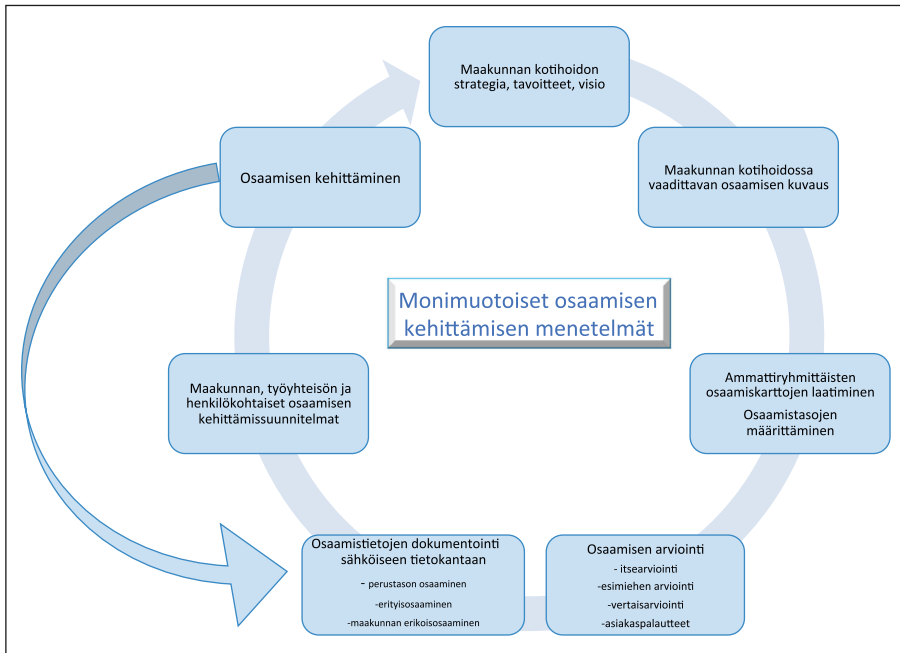 Maakunnan kotihoidon
strategia, tavoitteet, visio
Maakunnan kotihoidossa
vaadittavan osaamisen kuvaus
Ammattiryhmittäisten
osaamiskarttojen laatiminen
Osaamistasojen
määrittäminen
Osaamisen arviointi
- itsearviointi
-esimiehen arviointi
-vertaisarviointi
-asiakaspalautteet
Osaamistietojen dokumentointi
sähköiseen tietokantaan
- perustason osaaminen
-erityisosaaminen
-maakunnan erikoisosaaminen
Maakunnan, työyhteisön ja
henkilökohtaiset osaamisen
kehittämissuunnitelmat
Osaamisen kehittäminen
Monimuotoiset osaamisen
kehittämisen menetelmät